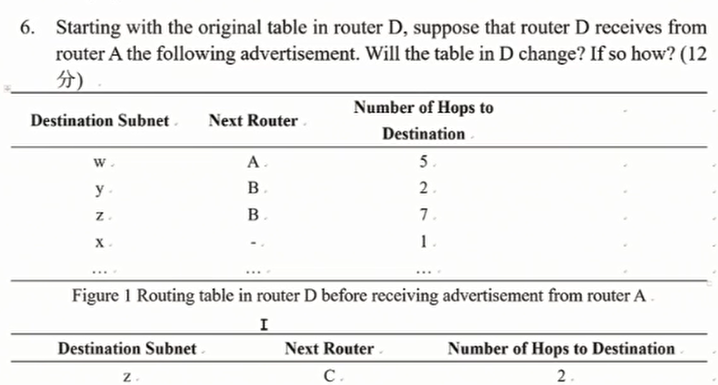 6. Starting with the original table in router D, suppose that router D receives from
router A the following advertisement. Will the table in D change? If so how? (12
分)
Destination Subnet Next Router Number of Hops to
Destination
w A 5
y B 2
z B 7
x - 1
... ... ...
Figure 1 Routing table in router D before receiving advertisement from router A
Destination Subnet Next Router Number of Hops to Destination
z C 2